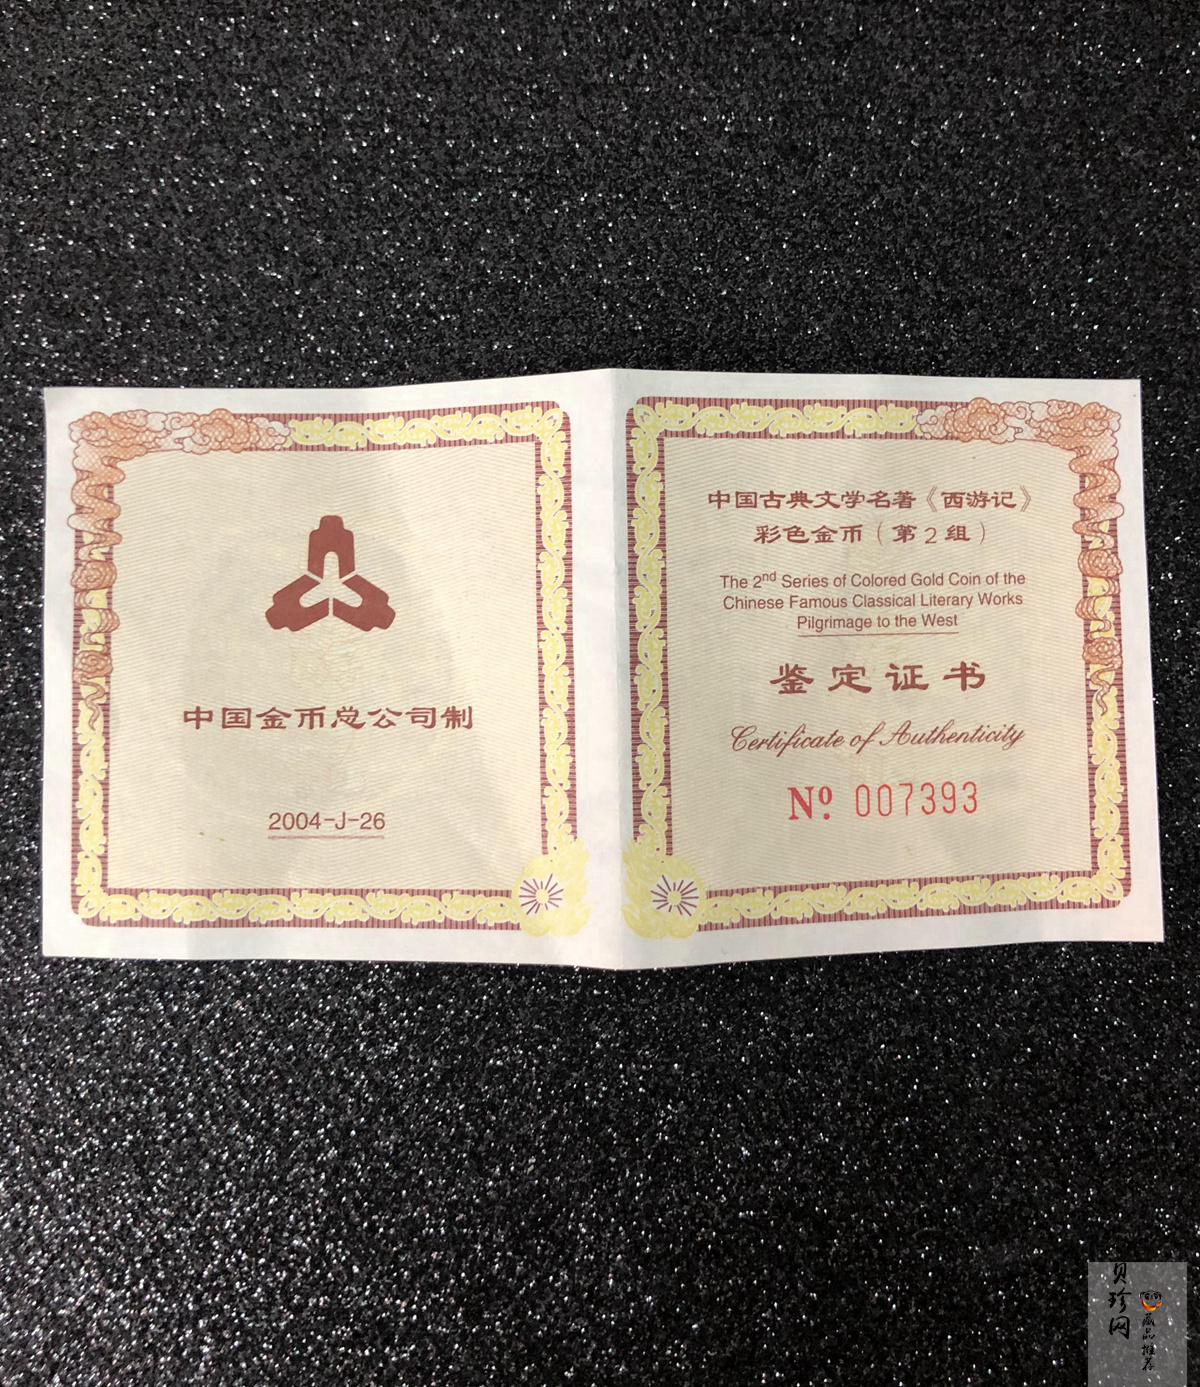 中国金币总公司制
2004-J-26
中国古典文学名著《西游记》
彩色金币（第2组）
The 2nd Series of Colored Gold Coin of the
Chinese Famous Classical Literary Works
Pilgrimage to the West
鉴定证书
Certificate of Authenticity
Nº 007393
贝珍网
藏品推荐